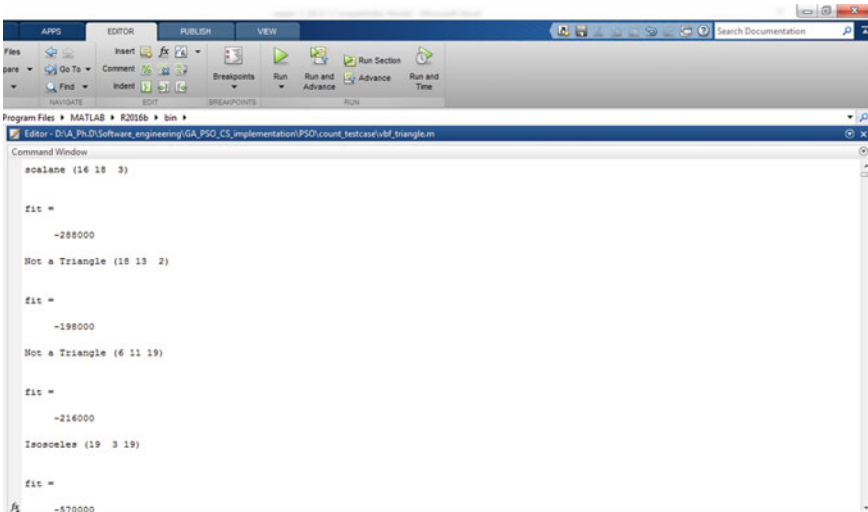 APPS EDITOR PUBLISH VIEW
Search Documentation
Files
Insert fx
Run Section
pare Go To Comment
Breakpoints Run Run and Advance Run and
Find Indent
Advance Time
NAVIGATE EDIT BREAKPOINTS RUN
Program Files MATLAB R2016b bin
Editor - D:\A_Ph.D\Software_engineering\GA_PSO_CS_implementation\PSO\count_testcase\vbf_triangle.m
Command Window
scalane (16 18 3)
fit =
-288000
Not a Triangle (18 13 2)
fit =
-198000
Not a Triangle (6 11 19)
fit =
-216000
Isosceles (19 3 19)
fit =
fx -570000